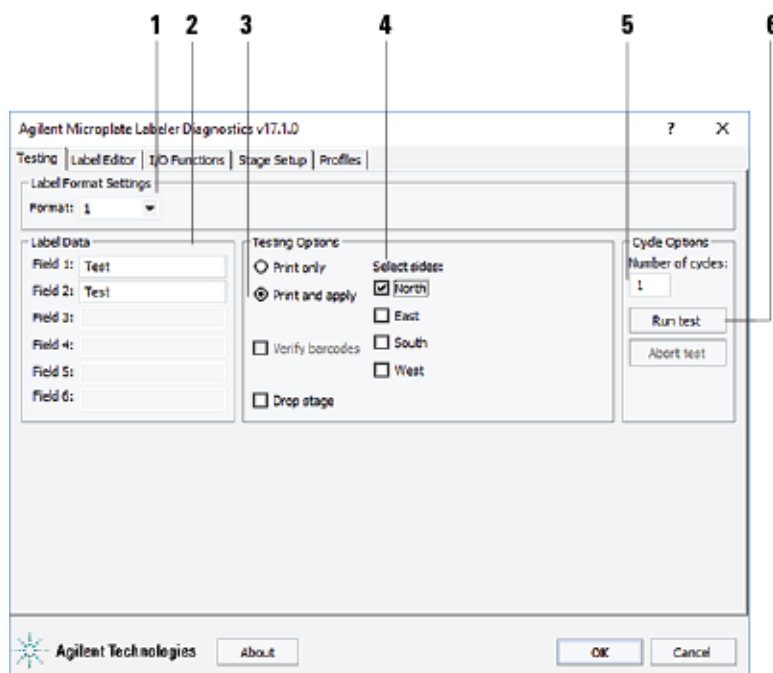 1 2 3 4 5 6
Agilent Microplate Labeler Diagnostics v17.1.0 ? X
Testing Label Editor I/O Functions Stage Setup Profiles
Label Format Settings
Format: 1
Label Data
Field 1: Test
Field 2: Test
Field 3:
Field 4:
Field 5:
Field 6:
Testing Options
Print only
Print and apply
Verify barcodes
Drop stage
Select sides:
North
East
South
West
Cycle Options
Number of cycles:
1
Run test
Abort test
Agilent Technologies About OK Cancel